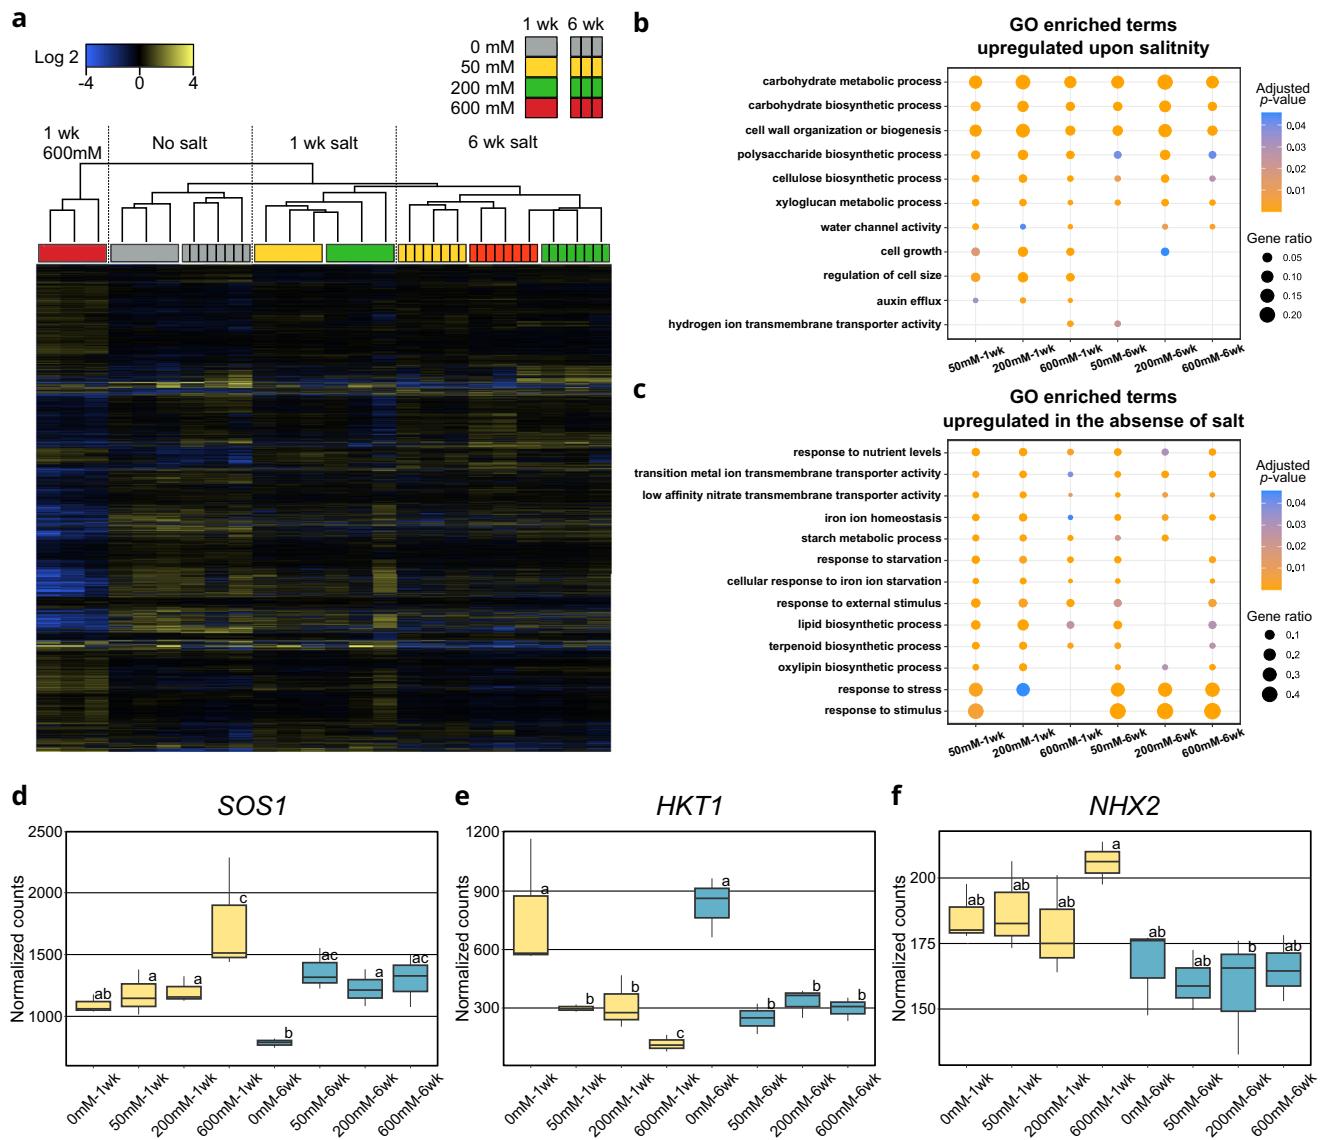 a
Log 2
-4
0
4
1 wk
6 wk
0 mM
50 mM
200 mM
600 mM
1 wk
600mM
No salt
1 wk salt
6 wk salt
b
GO enriched terms
upregulated upon salitnity
carbohydrate metabolic process
carbohydrate biosynthetic process
cell wall organization or biogenesis
polysaccharide biosynthetic process
cellulose biosynthetic process
xyloglucan metabolic process
water channel activity
cell growth
regulation of cell size
auxin efflux
hydrogen ion transmembrane transporter activity
50mM-1wk
200mM-1wk
600mM-1wk
50mM-6wk
200mM-6wk
600mM-6wk
Adjusted
p-value
0.04
0.03
0.02
0.01
Gene ratio
0.05
0.10
0.15
0.20
c
GO enriched terms
upregulated in the absense of salt
response to nutrient levels
transition metal ion transmembrane transporter activity
low affinity nitrate transmembrane transporter activity
iron ion homeostasis
starch metabolic process
response to starvation
cellular response to iron ion starvation
response to external stimulus
lipid biosynthetic process
terpenoid biosynthetic process
oxylipin biosynthetic process
response to stress
response to stimulus
50mM-1wk
200mM-1wk
600mM-1wk
50mM-6wk
200mM-6wk
600mM-6wk
Adjusted
p-value
0.04
0.03
0.02
0.01
Gene ratio
0.1
0.2
0.3
0.4
d
SOS1
Normalized counts
2500
2000
1500
1000
ab
a
a
c
b
ac
a
ac
0mM-1wk
50mM-1wk
200mM-1wk
600mM-1wk
0mM-6wk
50mM-6wk
200mM-6wk
600mM-6wk
e
HKT1
Normalized counts
1200
900
600
300
a
b
b
c
a
b
b
b
0mM-1wk
50mM-1wk
200mM-1wk
600mM-1wk
0mM-6wk
50mM-6wk
200mM-6wk
600mM-6wk
f
NHX2
Normalized counts
200
175
150
ab
ab
ab
a
ab
ab
b
ab
0mM-1wk
50mM-1wk
200mM-1wk
600mM-1wk
0mM-6wk
50mM-6wk
200mM-6wk
600mM-6wk